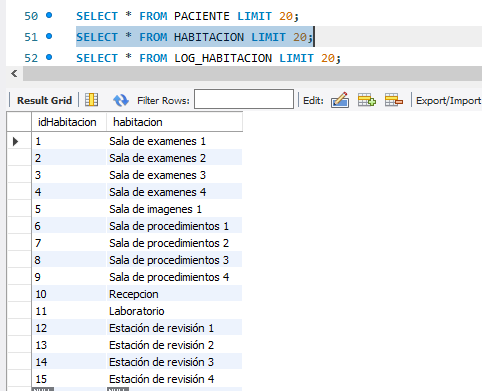 50 SELECT * FROM PACIENTE LIMIT 20;
51 SELECT * FROM HABITACION LIMIT 20;
52 SELECT * FROM LOG_HABITACION LIMIT 20;
Result Grid Filter Rows: Edit: Export/Import
idHabitacion habitacion
1 Sala de examenes 1
2 Sala de examenes 2
3 Sala de examenes 3
4 Sala de examenes 4
5 Sala de imagenes 1
6 Sala de procedimientos 1
7 Sala de procedimientos 2
8 Sala de procedimientos 3
9 Sala de procedimientos 4
10 Recepcion
11 Laboratorio
12 Estación de revisión 1
13 Estación de revisión 2
14 Estación de revisión 3
15 Estación de revisión 4